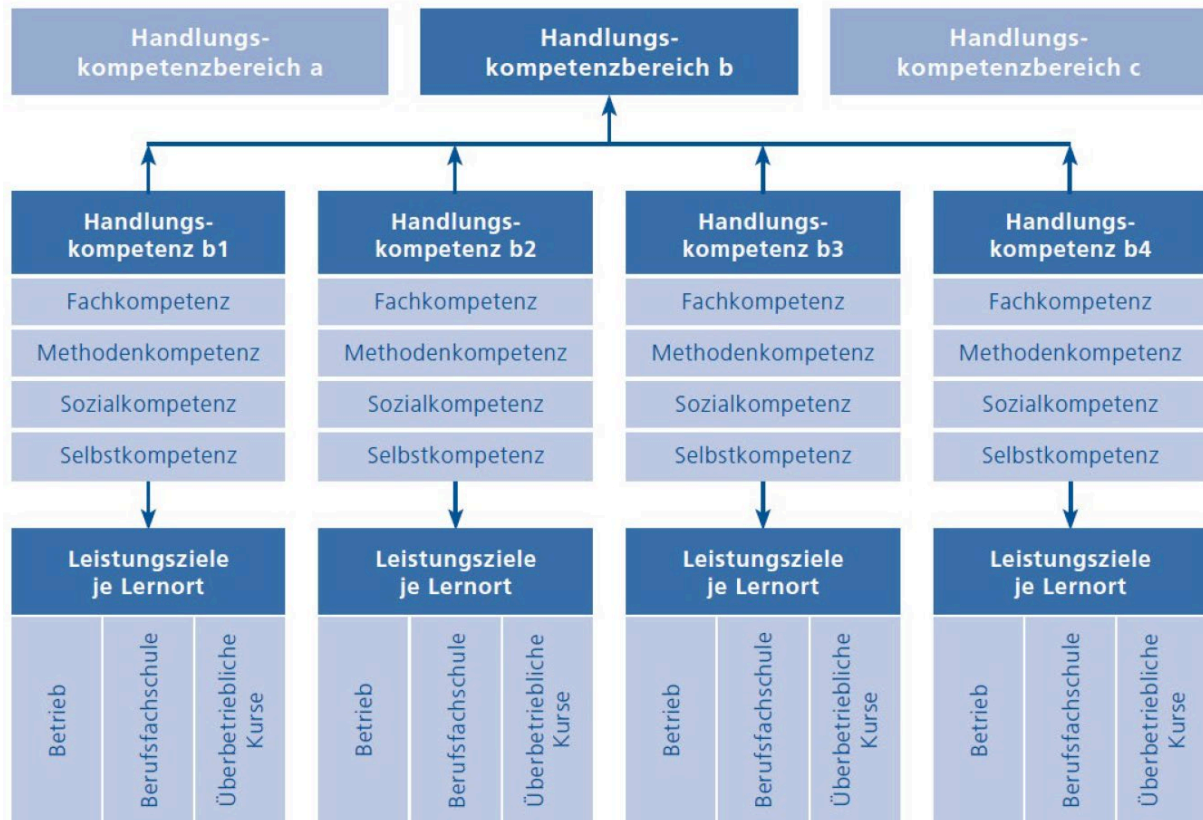 Handlungs-
kompetenzbereich a
Handlungs-
kompetenzbereich b
Handlungs-
kompetenzbereich c
Handlungs-
kompetenz b1
Fachkompetenz
Methodenkompetenz
Sozialkompetenz
Selbstkompetenz
Leistungsziele
je Lernort
Betrieb
Berufsfachschule
Überbetriebliche
Kurse
Handlungs-
kompetenz b2
Fachkompetenz
Methodenkompetenz
Sozialkompetenz
Selbstkompetenz
Leistungsziele
je Lernort
Betrieb
Berufsfachschule
Überbetriebliche
Kurse
Handlungs-
kompetenz b3
Fachkompetenz
Methodenkompetenz
Sozialkompetenz
Selbstkompetenz
Leistungsziele
je Lernort
Betrieb
Berufsfachschule
Überbetriebliche
Kurse
Handlungs-
kompetenz b4
Fachkompetenz
Methodenkompetenz
Sozialkompetenz
Selbstkompetenz
Leistungsziele
je Lernort
Betrieb
Berufsfachschule
Überbetriebliche
Kurse